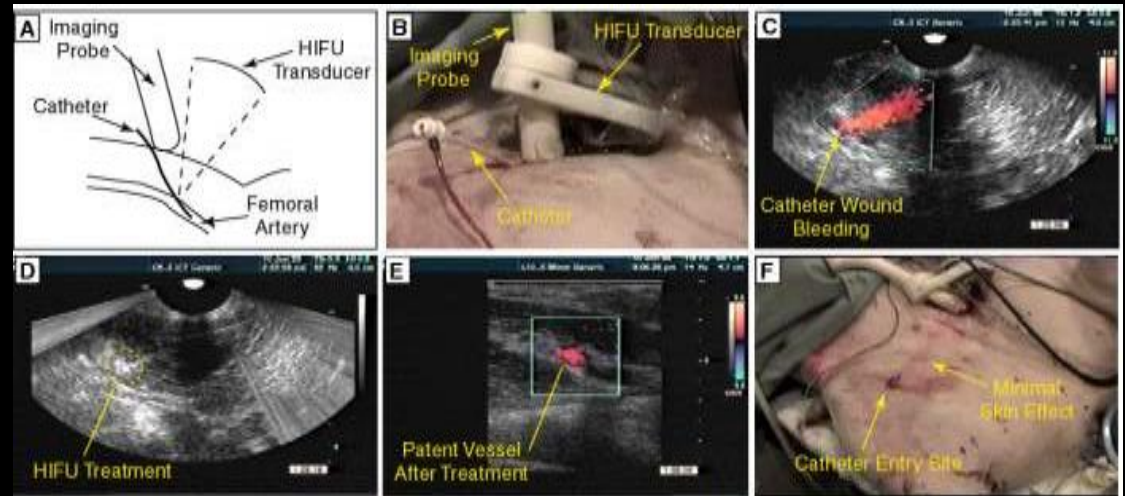 A
Imaging
Probe
HIFU
Transducer
Catheter
Femoral
Artery
B
HIFU Transducer
Imaging
Probe
Catheter
C
Catheter Wound
Bleeding
D
HIFU Treatment
E
Patent Vessel
After Treatment
F
Minimal
Skin Effect
Catheter Entry Site